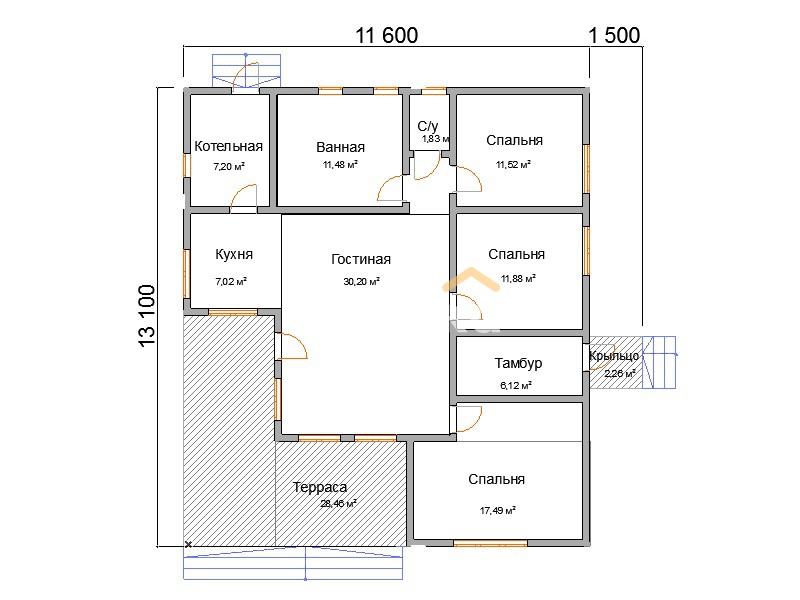 11 600
1 500
13 100
Котельная
7,20 м²
Ванная
11,48 м²
С/у
1,83 м
Спальня
11,52 м²
Кухня
7,02 м²
Гостиная
30,20 м²
Спальня
11,88 м²
Тамбур
6,12 м²
Крыльцо
2,26 м²
Терраса
28,46 м²
Спальня
17,49 м²